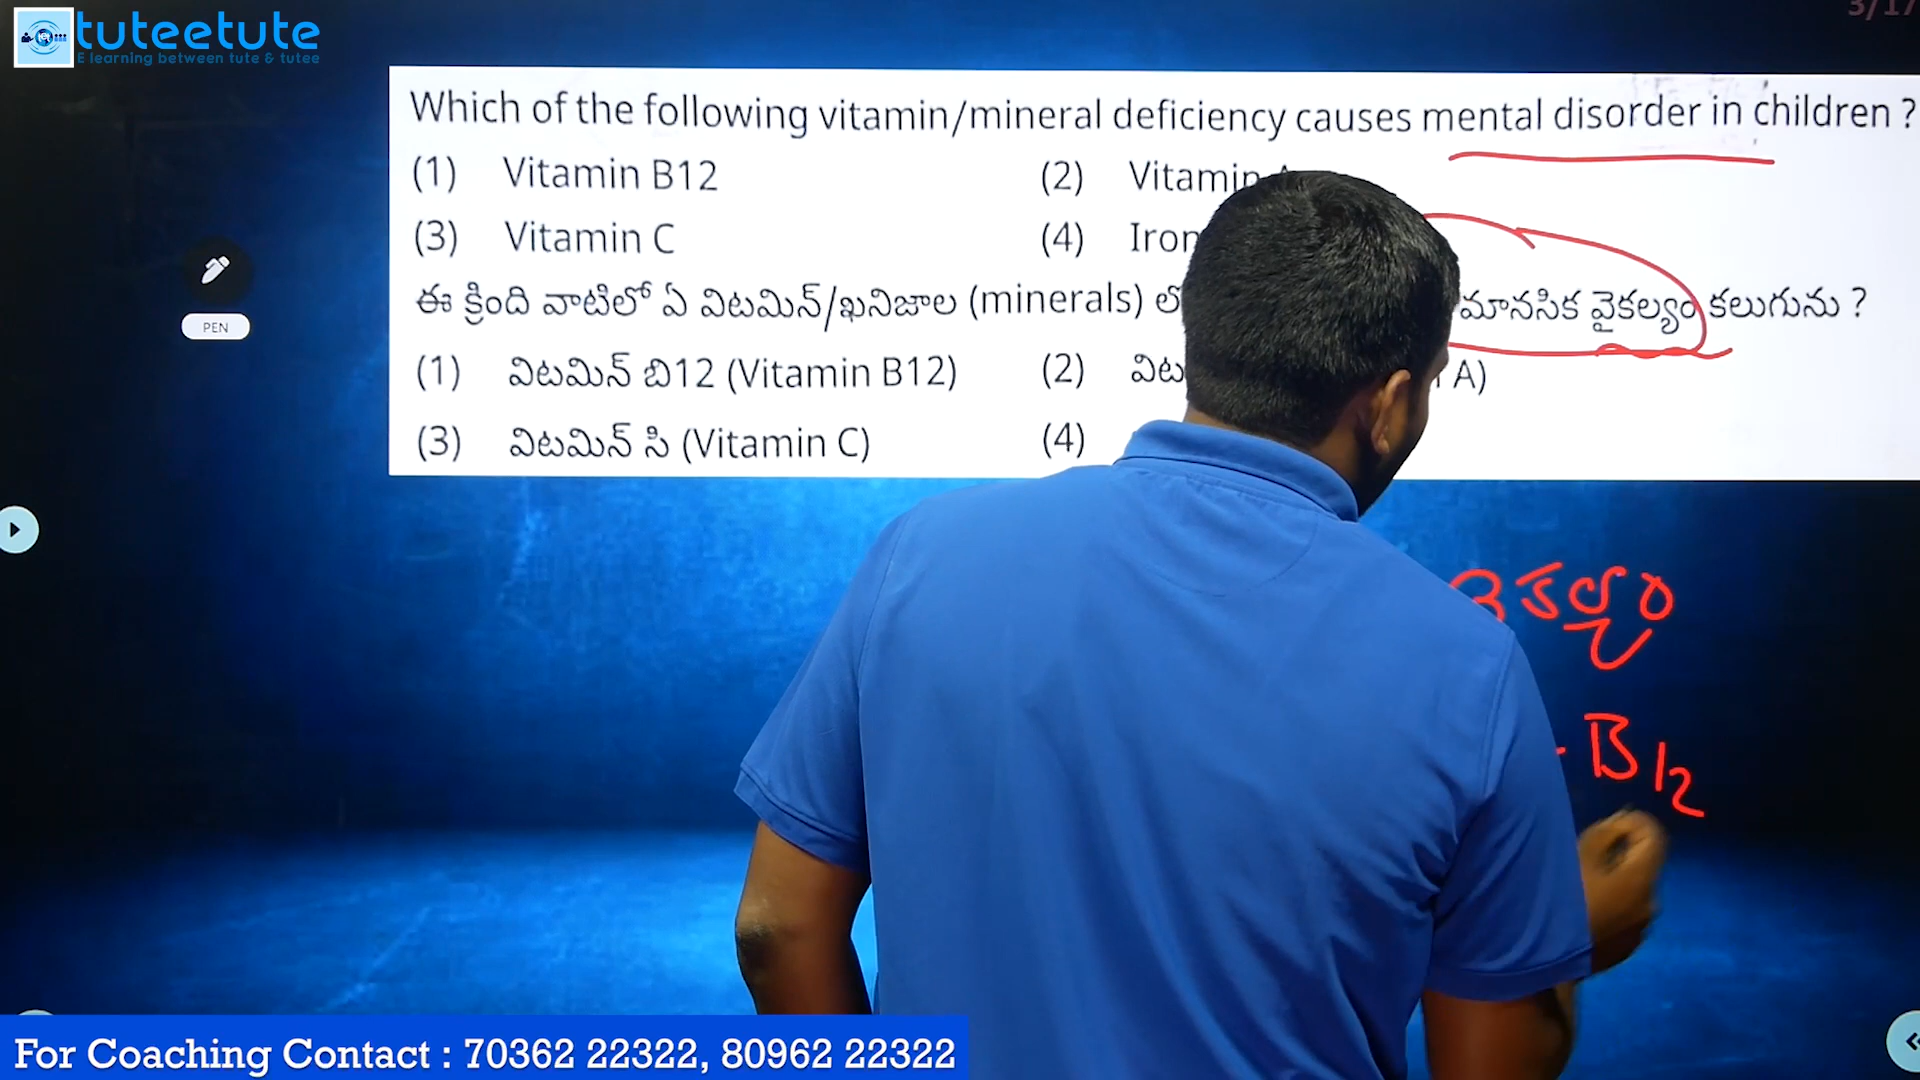 3/17
tuteetute
E learning between tute & tutee
Which of the following vitamin/mineral deficiency causes mental disorder in children ?
(1) Vitamin B12 (2) Vitamin
(3) Vitamin C (4) Iron
ఈ క్రింది వాటిలో ఏ విటమిన్/ఖనిజాల (minerals) మానసిక వైకల్యం కలుగును ?
(1) విటమిన్ బి12 (Vitamin B12) (2) A)
(3) విటమిన్ సి (Vitamin C) (4)
PEN
B12
For Coaching Contact : 70362 22322, 80962 22322